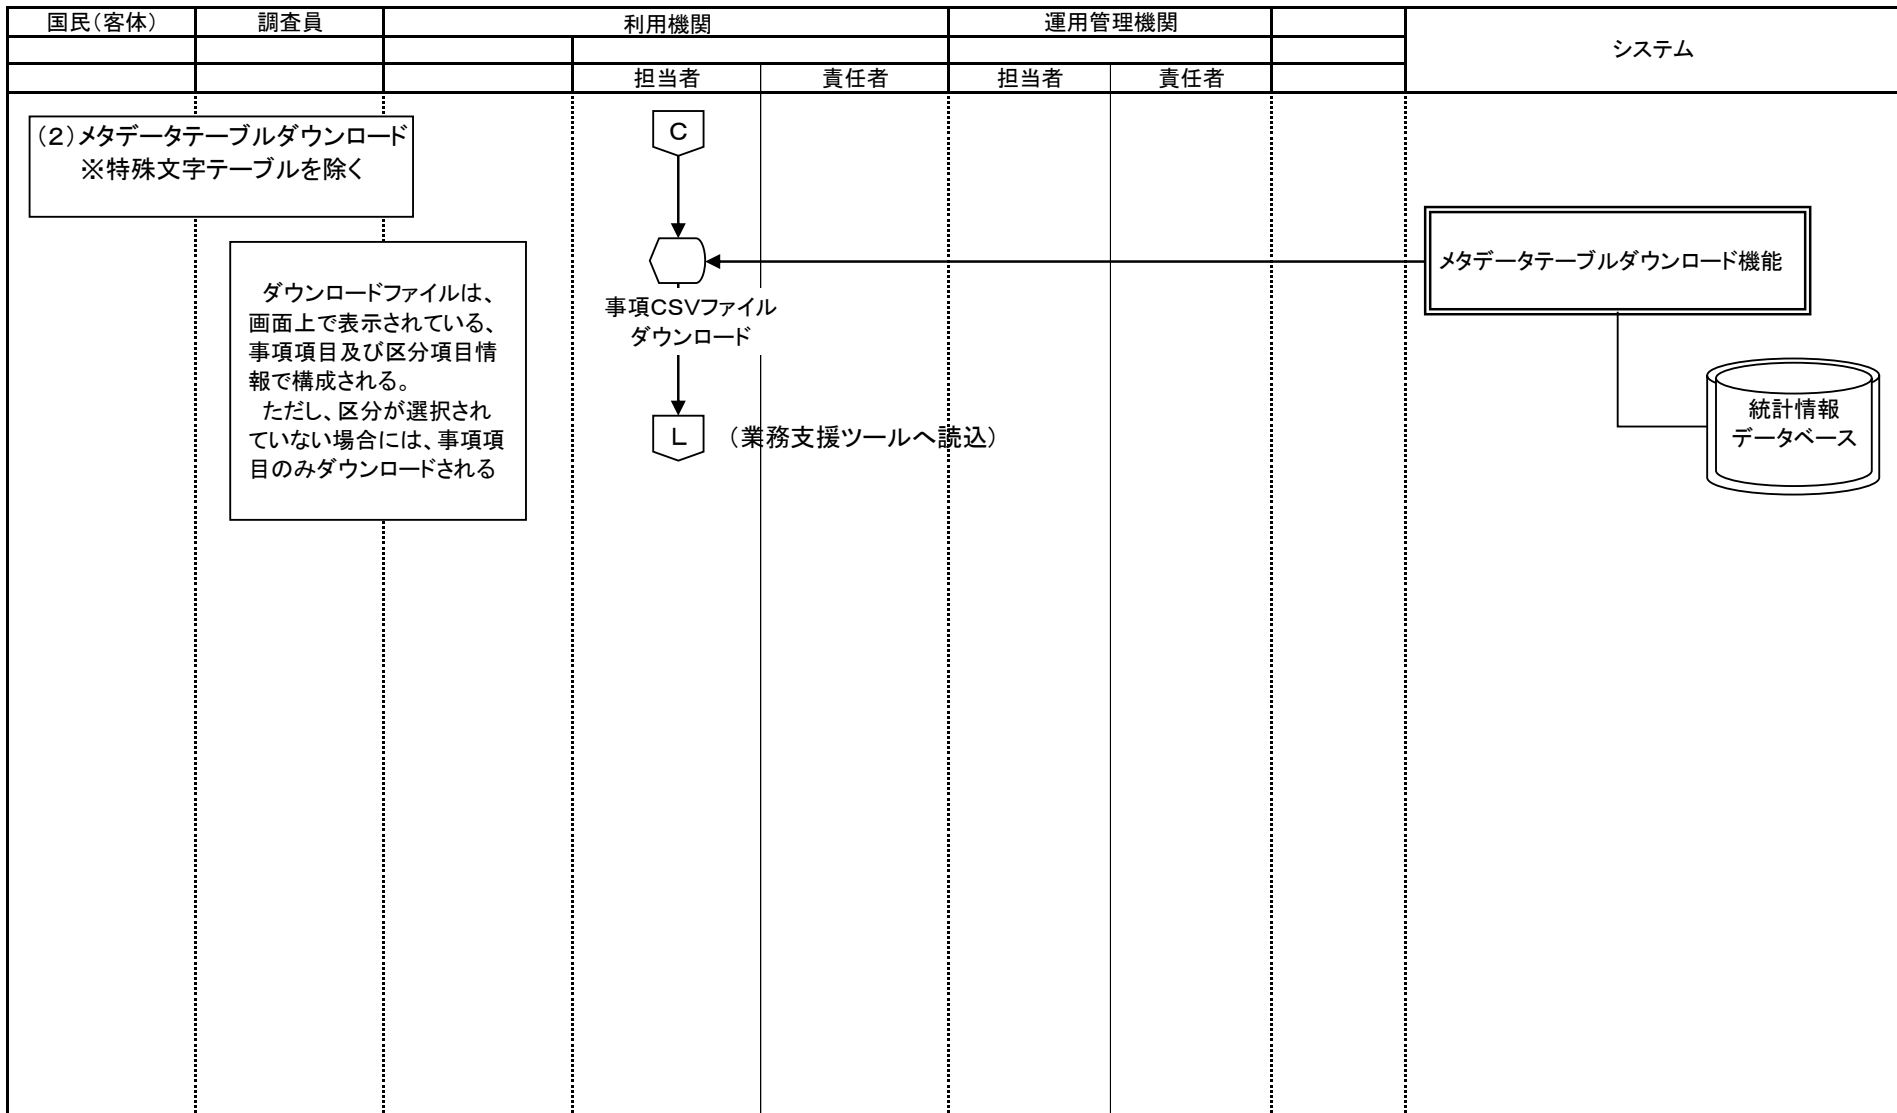 国民(客体)
調査員
利用機関
運用管理機関
システム
担当者
責任者
担当者
責任者
(2)メタデータテーブルダウンロード
※特殊文字テーブルを除く
C
メタデータテーブルダウンロード機能
ダウンロードファイルは、
画面上で表示されている、
事項項目及び区分項目情
報で構成される。
ただし、区分が選択され
ていない場合には、事項項
目のみダウンロードされる
事項CSVファイル
ダウンロード
統計情報
データベース
L
(業務支援ツールへ読込)